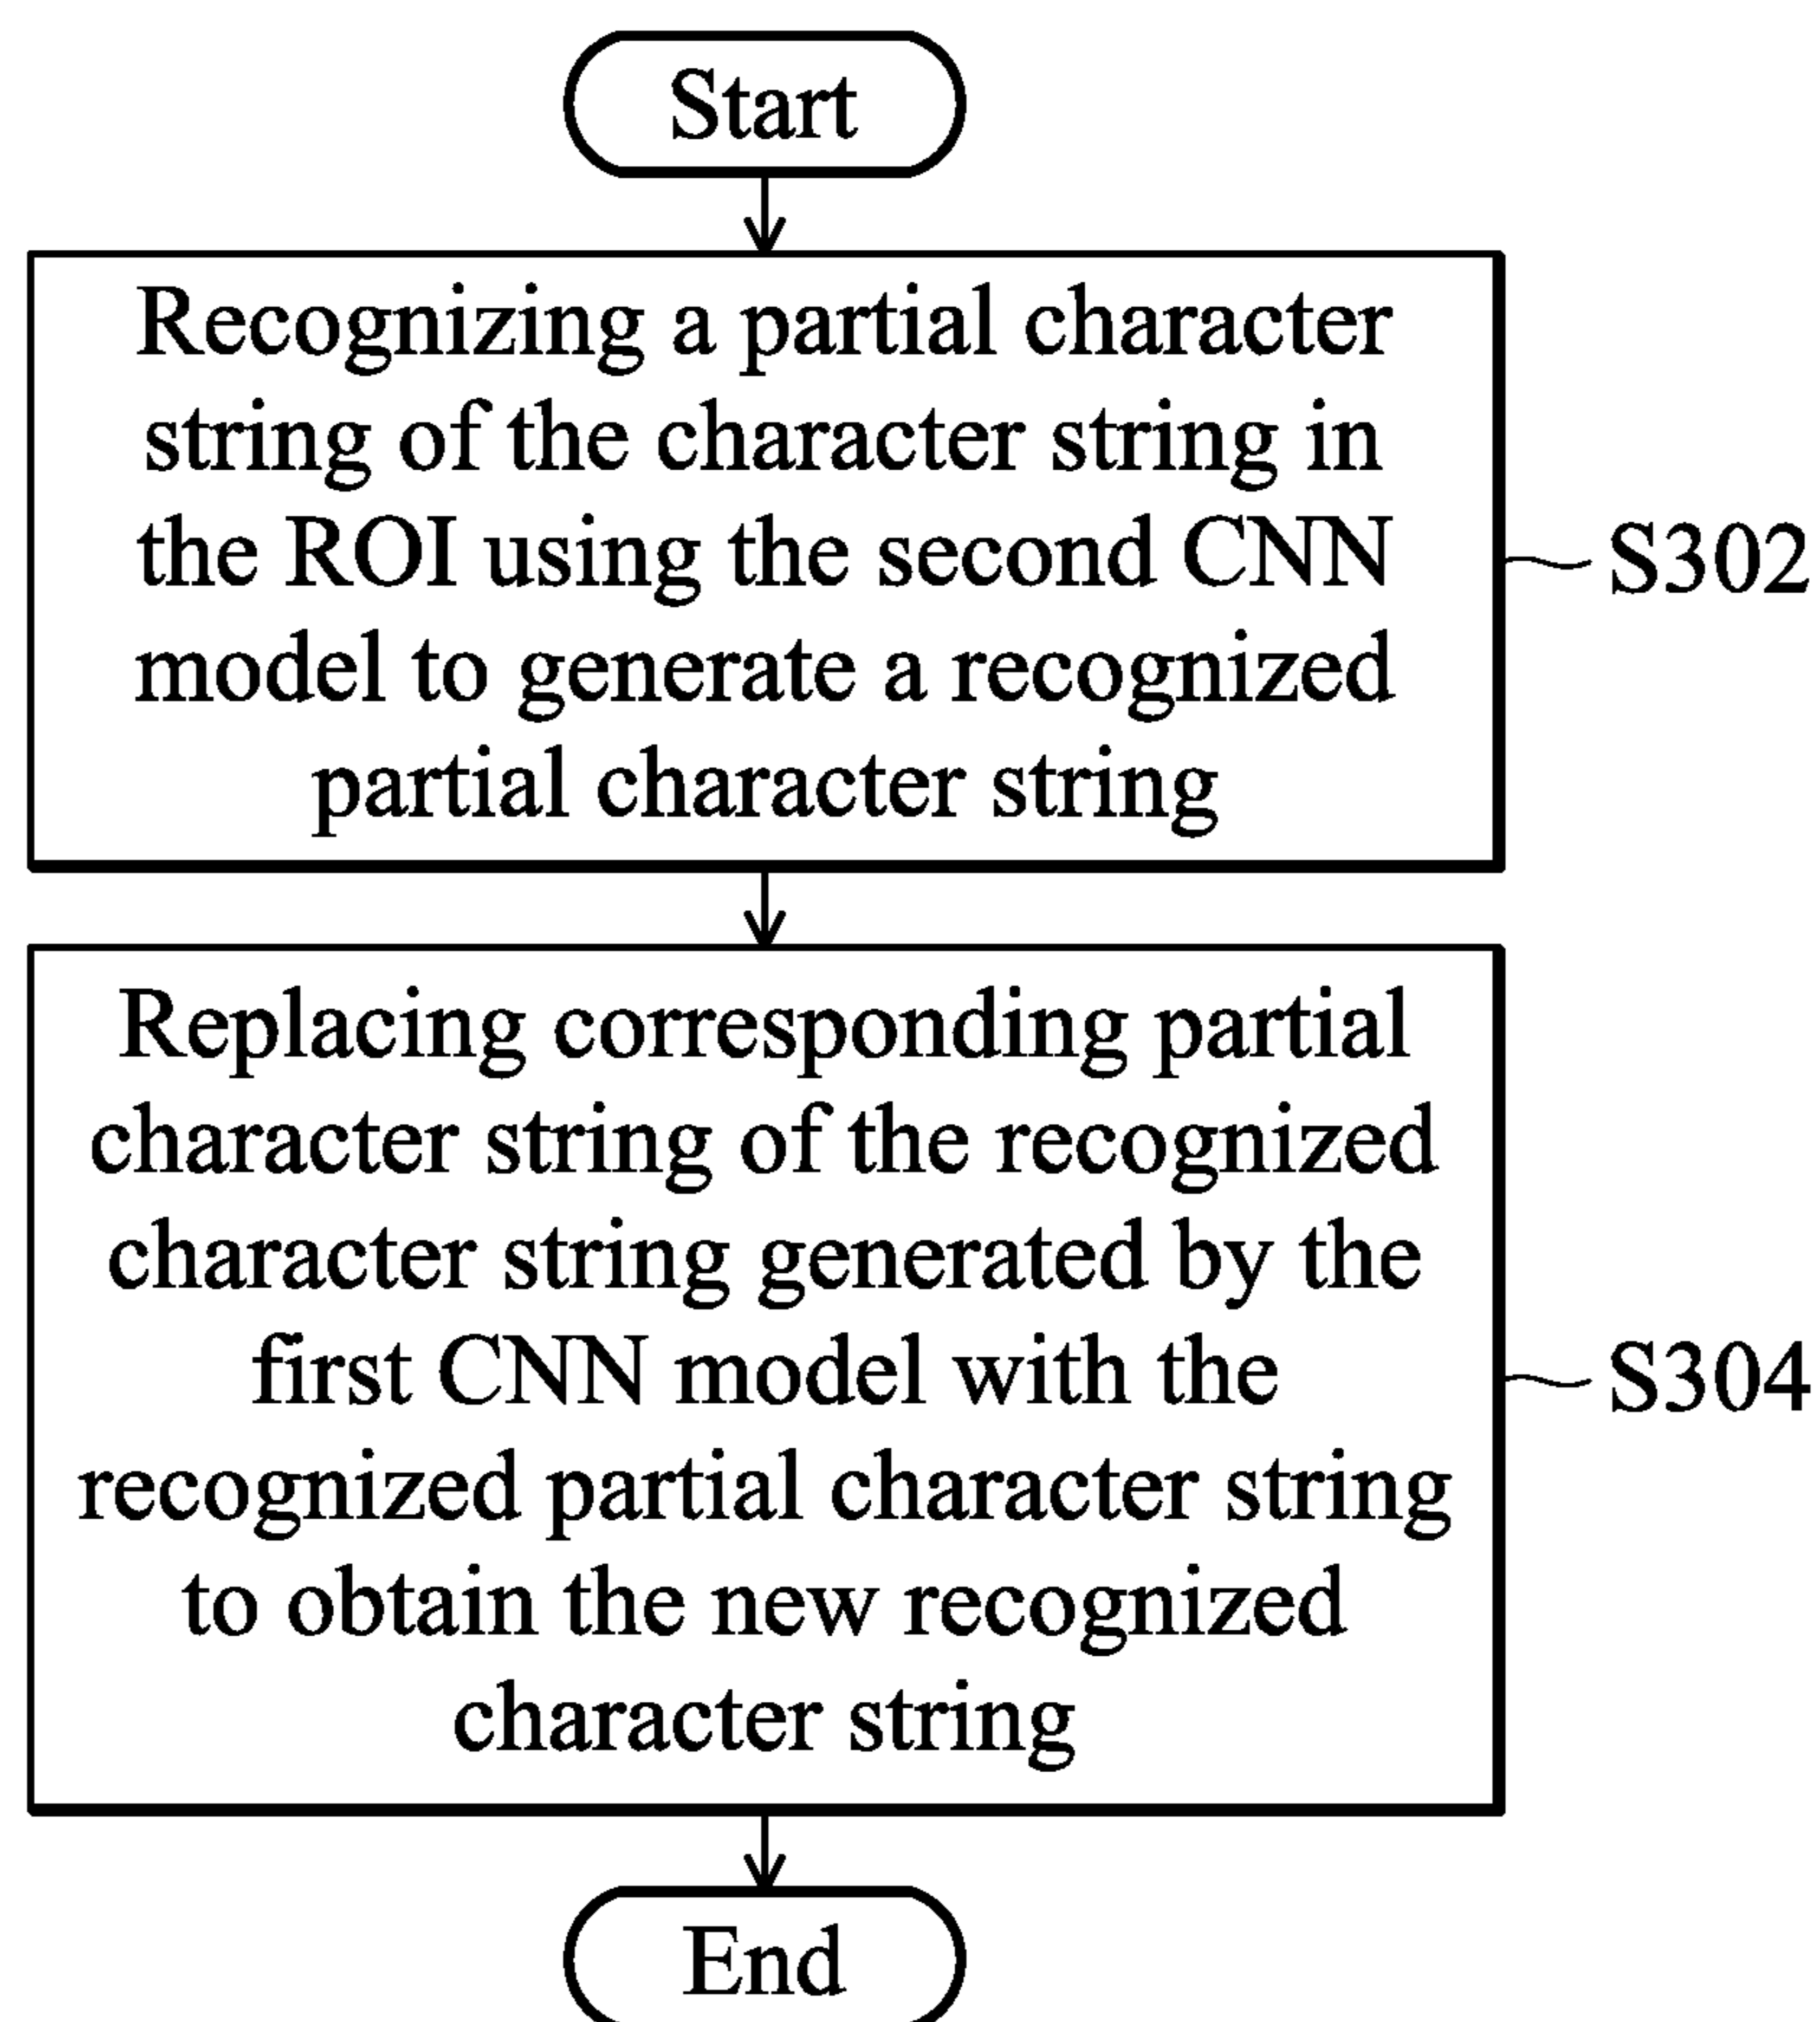 Start
Recognizing a partial character
string of the character string in
the ROI using the second CNN
model to generate a recognized
partial character string
S302
Replacing corresponding partial
character string of the recognized
character string generated by the
first CNN model with the
recognized partial character string
to obtain the new recognized
character string
S304
End